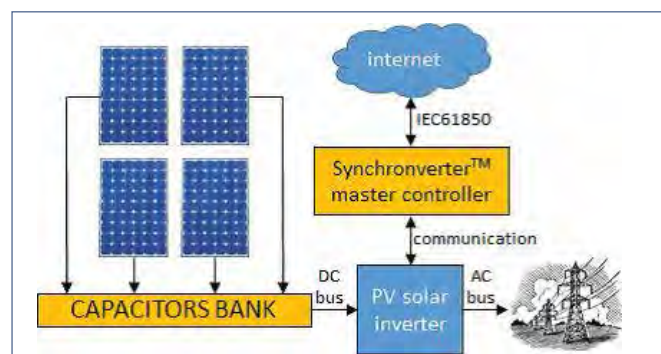 internet
IEC61850
Synchronverter™
master controller
communication
DC
bus
AC
bus
CAPACITORS BANK
PV solar
inverter